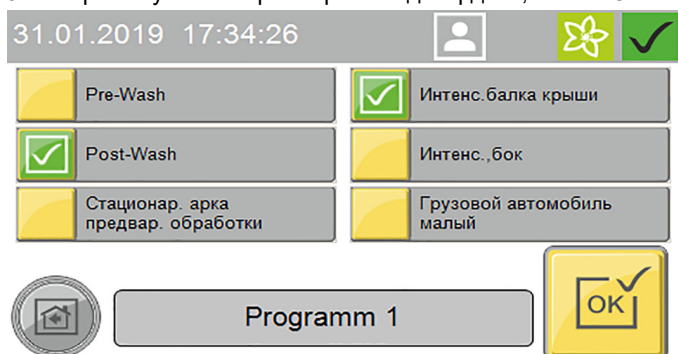 31.01.2019 17:34:26
Pre-Wash
Интенс.балка крыши
Post-Wash
Интенс.,бок
Стационар. арка
предвар. обработки
Грузовой автомобиль
малый
Programm 1
OK